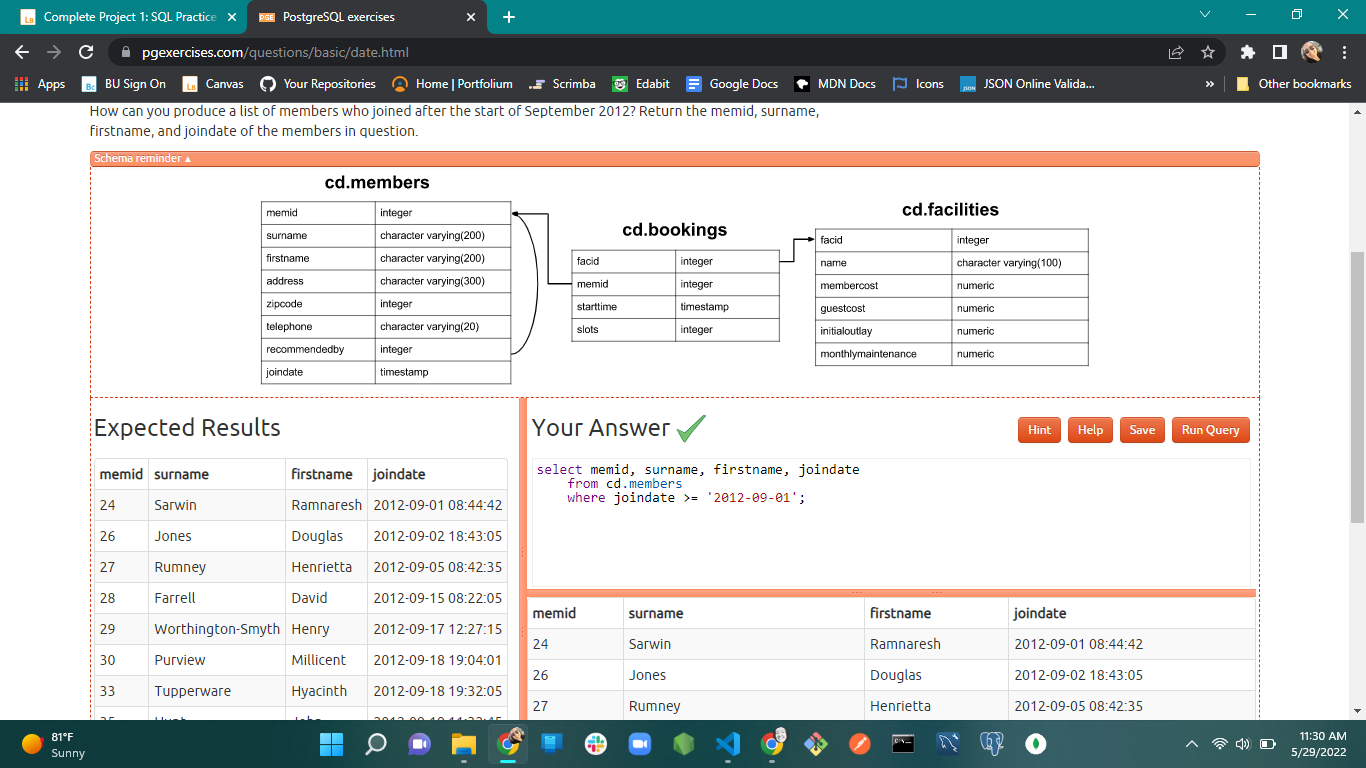 Complete Project 1: SQL Practice
PostgreSQL exercises
pgexercises.com/questions/basic/date.html
Apps
BU Sign On
Canvas
Your Repositories
Home | Portfolium
Scrimba
Edabit
Google Docs
MDN Docs
Icons
JSON Online Valida...
»
Other bookmarks
How can you produce a list of members who joined after the start of September 2012? Return the memid, surname,
firstname, and joindate of the members in question.
Schema reminder ▲
cd.members
memid integer
surname character varying(200)
firstname character varying(200)
address character varying(300)
zipcode integer
telephone character varying(20)
recommendedby integer
joindate timestamp
cd.bookings
facid integer
memid integer
starttime timestamp
slots integer
cd.facilities
facid integer
name character varying(100)
membercost numeric
guestcost numeric
initialoutlay numeric
monthlymaintenance numeric
Expected Results
memid surname firstname joindate
24 Sarwin Ramnaresh 2012-09-01 08:44:42
26 Jones Douglas 2012-09-02 18:43:05
27 Rumney Henrietta 2012-09-05 08:42:35
28 Farrell David 2012-09-15 08:22:05
29 Worthington-Smyth Henry 2012-09-17 12:27:15
30 Purview Millicent 2012-09-18 19:04:01
33 Tupperware Hyacinth 2012-09-18 19:32:05
Your Answer
Hint
Help
Save
Run Query
select memid, surname, firstname, joindate
from cd.members
where joindate >= '2012-09-01';
memid surname firstname joindate
24 Sarwin Ramnaresh 2012-09-01 08:44:42
26 Jones Douglas 2012-09-02 18:43:05
27 Rumney Henrietta 2012-09-05 08:42:35
81°F
Sunny
11:30 AM
5/29/2022